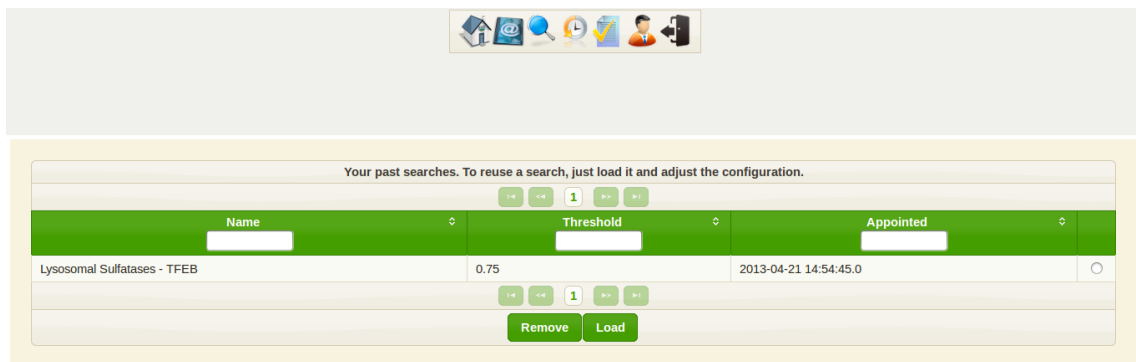 Your past searches. To reuse a search, just load it and adjust the configuration.
1
Name Threshold Appointed
Lysosomal Sulfatases - TFEB 0.75 2013-04-21 14:54:45.0
1
Remove Load